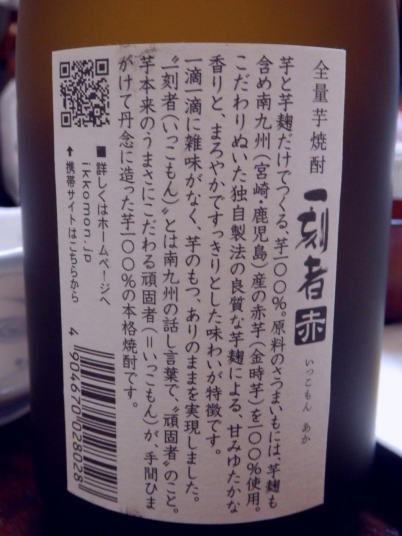 全量芋焼酎
一刻者 赤
いっこもん あか
芋と芋麹だけでつくる、芋一〇〇%。原料のさつまいもには、芋麹も
含め南九州(宮崎・鹿児島)産の赤芋(金時芋)を一〇〇%使用。
こだわりぬいた独自製法の良質な芋麹による、甘みゆたかな
香りと、まろやかですっきりとした味わいが特徴です。
一滴一滴に雑味がなく、芋のもつ、ありのままを実現しました。
〝一刻者(いっこもん)〟とは南九州の話し言葉で、〝頑固者〟のこと。
芋本来のうまさにこだわる頑固者(=いっこもん)が、手間ひま
かけて丹念に造った芋一〇〇%の本格焼酎です。
■詳しくはホームページへ
ikkomon.jp
↑携帯サイトはこちらから
4904670028028